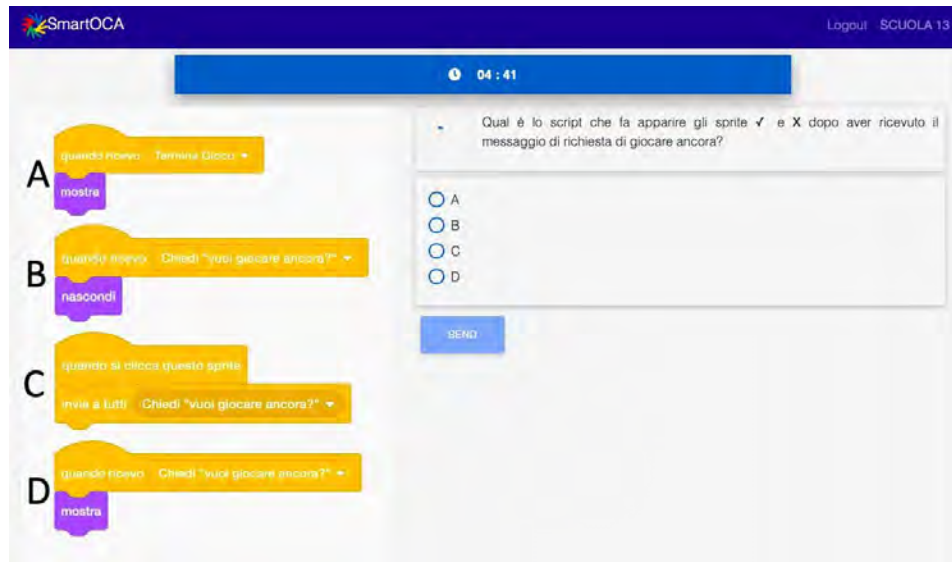 SmartOCA
Logout SCUOLA 13
04 : 41
Qual è lo script che fa apparire gli sprite ✓ e X dopo aver ricevuto il
messaggio di richiesta di giocare ancora?
A
quando ricevo Termina Gioco
mostra
B
quando ricevo Chiedi "vuoi giocare ancora?"
nascondi
C
quando si clicca questo sprite
invia a tutti Chiedi "vuoi giocare ancora?"
D
quando ricevo Chiedi "vuoi giocare ancora?"
mostra
A
B
C
D
SEND